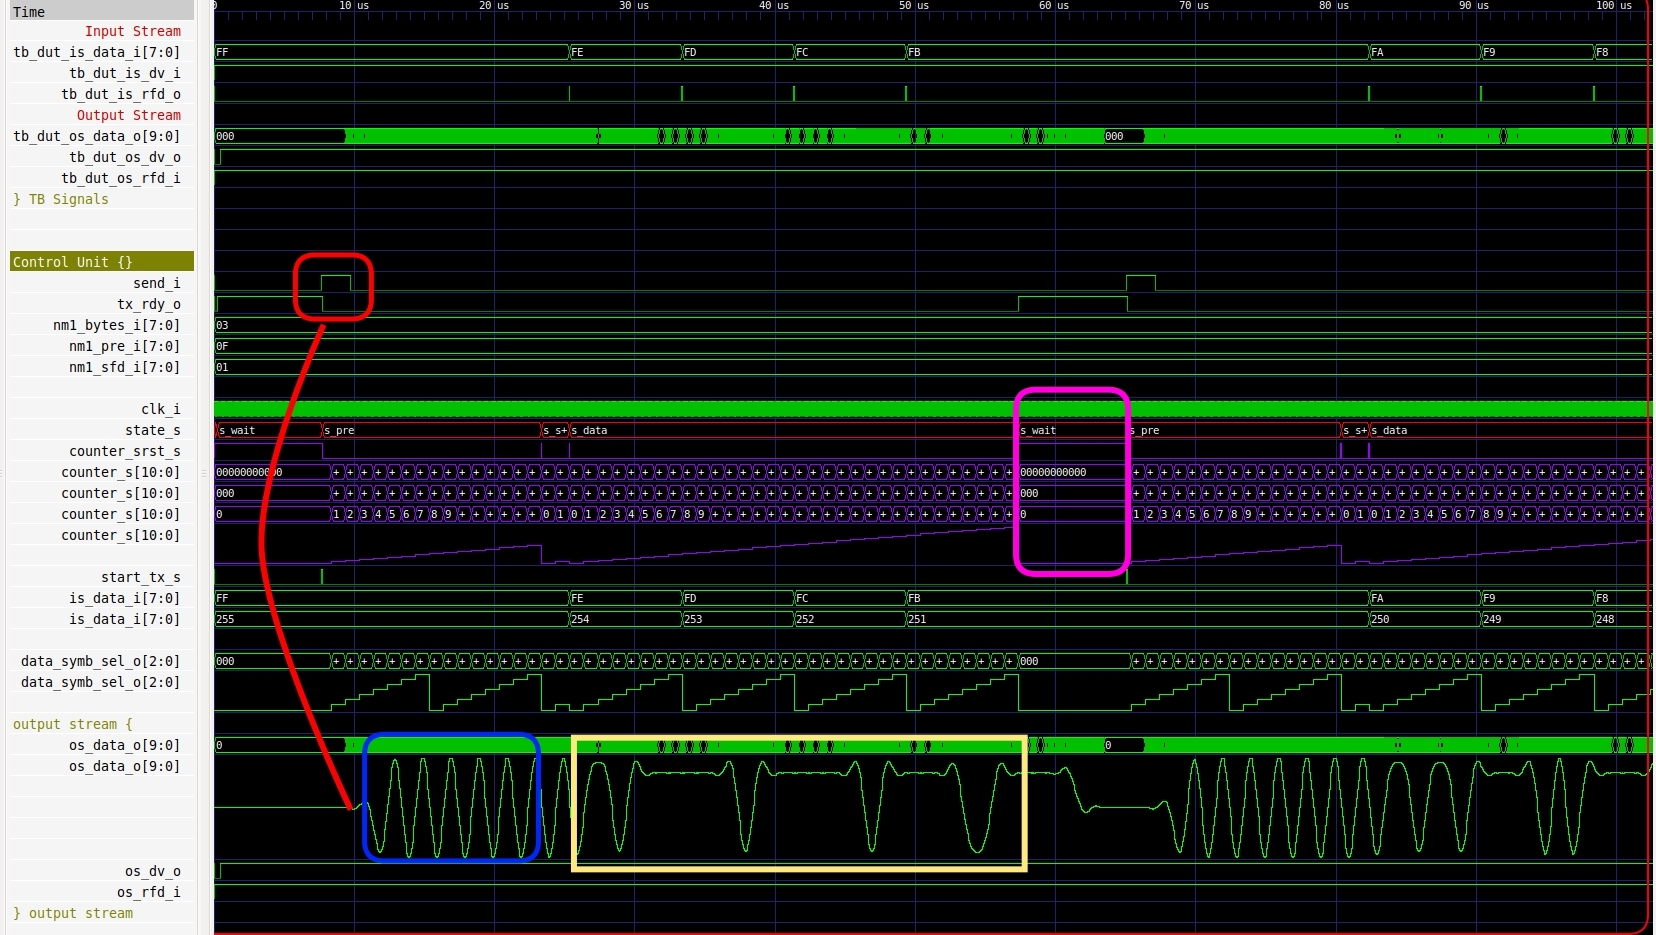 Time
0 10 us 20 us 30 us 40 us 50 us 60 us 70 us 80 us 90 us 100 us
Input Stream
tb_dut_is_data_i[7:0] FF FE FD FC FB FA F9 F8
tb_dut_is_dv_i
tb_dut_is_rfd_o
Output Stream
tb_dut_os_data_o[9:0] 000 000
tb_dut_os_dv_o
tb_dut_os_rfd_i
} TB Signals
Control Unit {}
send_i
tx_rdy_o
nm1_bytes_i[7:0] 03
nm1_pre_i[7:0] 0F
nm1_sfd_i[7:0] 01
clk_i
state_s s_wait s_pre s_s+ s_data s_wait s_pre s_s+ s_data
counter_srst_s
counter_s[10:0] 00000000000 + + + + + + + + + + + + + + + + + + + + + + + + + + + + + + + + + + + + + + + + + + + + + + + + + 00000000000 + + + + + + + + + + + + + + + + + + + + + + + + + + + + + + + + + + + + +
counter_s[10:0] 000 + + + + + + + + + + + + + + + + + + + + + + + + + + + + + + + + + + + + + + + + + + + + + + + + + 000 + + + + + + + + + + + + + + + + + + + + + + + + + + + + + + + + + + + + +
counter_s[10:0] 0 1 2 3 4 5 6 7 8 9 + + + + + + 0 1 0 1 2 3 4 5 6 7 8 9 + + + + + + + + + + + + + + + + + + + + + + 0 1 2 3 4 5 6 7 8 9 + + + + + + 0 1 0 1 2 3 4 5 6 7 8 9 + + + + + + + + + +
counter_s[10:0]
start_tx_s
is_data_i[7:0] FF FE FD FC FB FA F9 F8
is_data_i[7:0] 255 254 253 252 251 250 249 248
data_symb_sel_o[2:0] 000 + + + + + + + + + + + + + + + + + + + + + + + + + + + + + + + + + + + + + + + + + + + + + + + + + 000 + + + + + + + + + + + + + + + + + + + + + + + + + + + + + + + + + + + + +
data_symb_sel_o[2:0]
output stream {
os_data_o[9:0] 0 0
os_data_o[9:0]
os_dv_o
os_rfd_i
} output stream